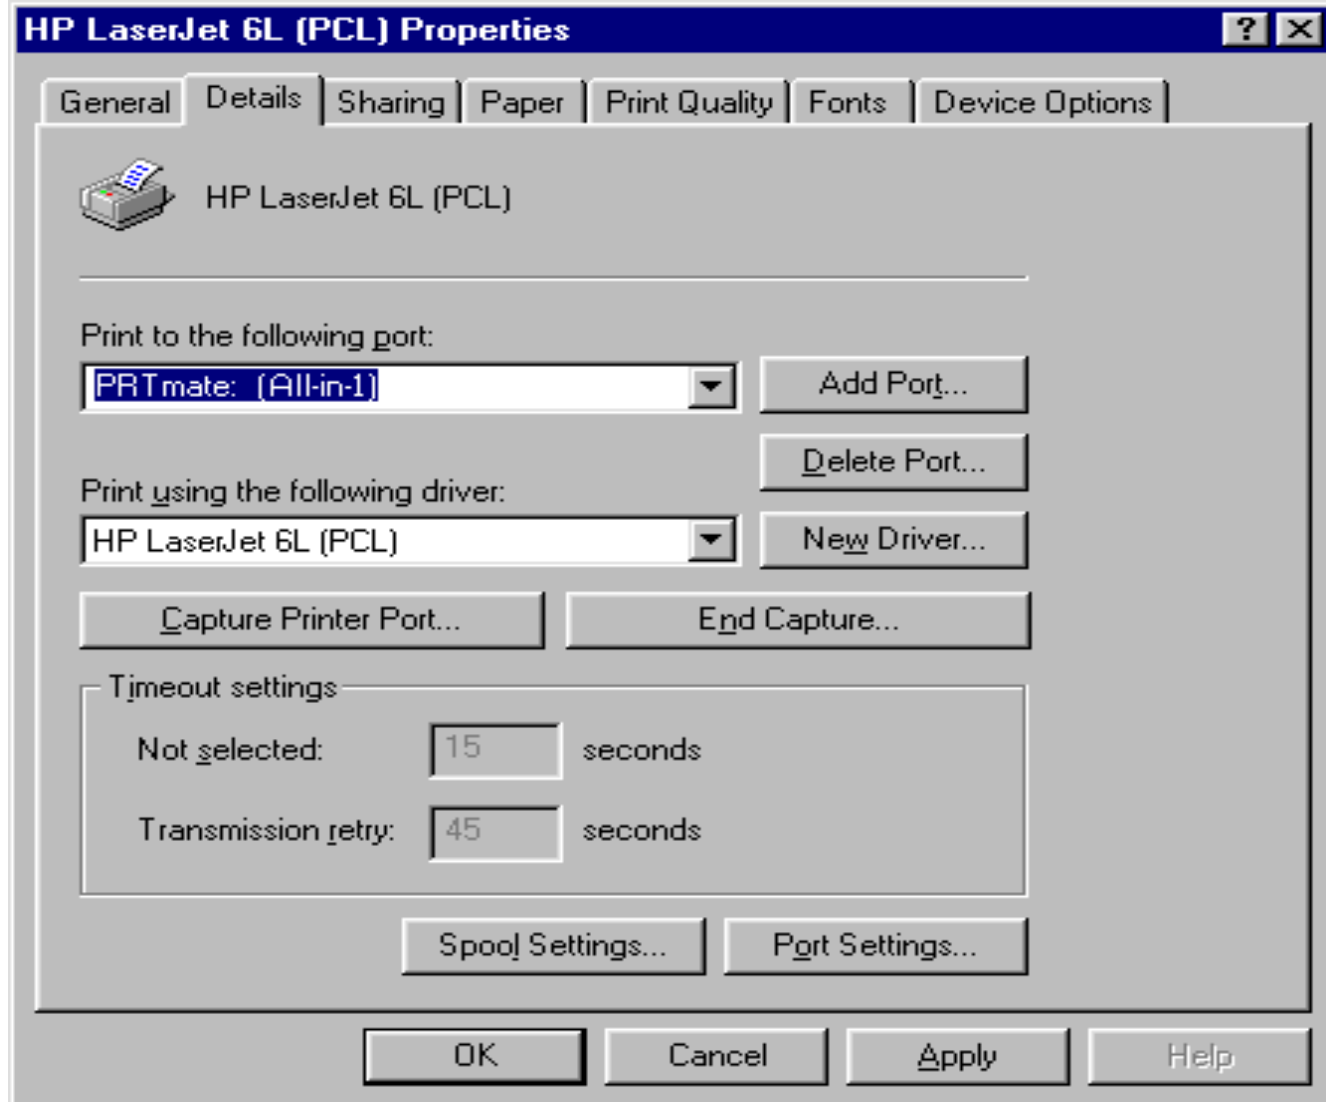 HP LaserJet 6L (PCL) Properties
General Details Sharing Paper Print Quality Fonts Device Options
HP LaserJet 6L (PCL)
Print to the following port:
PRTmate: (All-in-1) Add Port...
Delete Port...
Print using the following driver:
HP LaserJet 6L (PCL) New Driver...
Capture Printer Port... End Capture...
Timeout settings
Not selected: 15 seconds
Transmission retry: 45 seconds
Spool Settings... Port Settings...
OK Cancel Apply Help